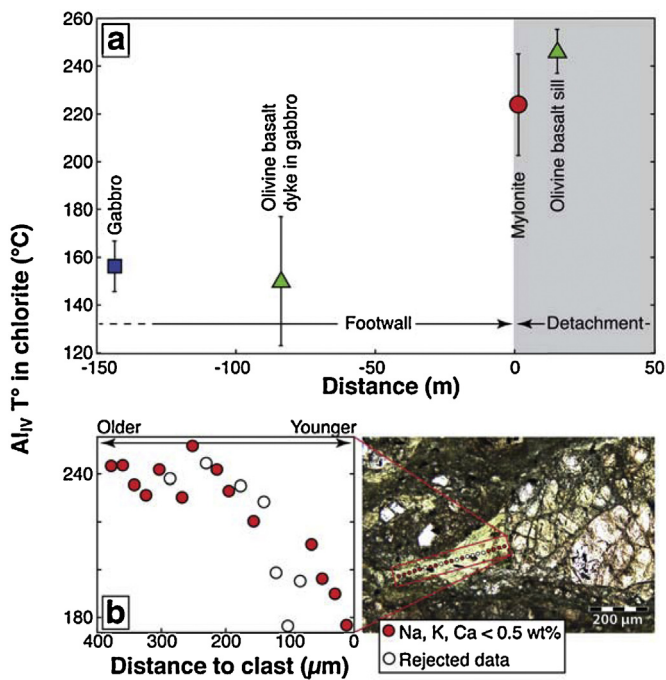 a
260
240
220
200
180
160
140
120
Gabbro
Olivine basalt
dyke in gabbro
Mylonite
Olivine basalt sill
Footwall
Detachment
-150
-100
-50
0
50
Distance (m)
Al_IV T° in chlorite (°C)
Older
Younger
240
180
b
400
300
200
100
0
Distance to clast (μm)
200 μm
Na, K, Ca < 0.5 wt%
Rejected data